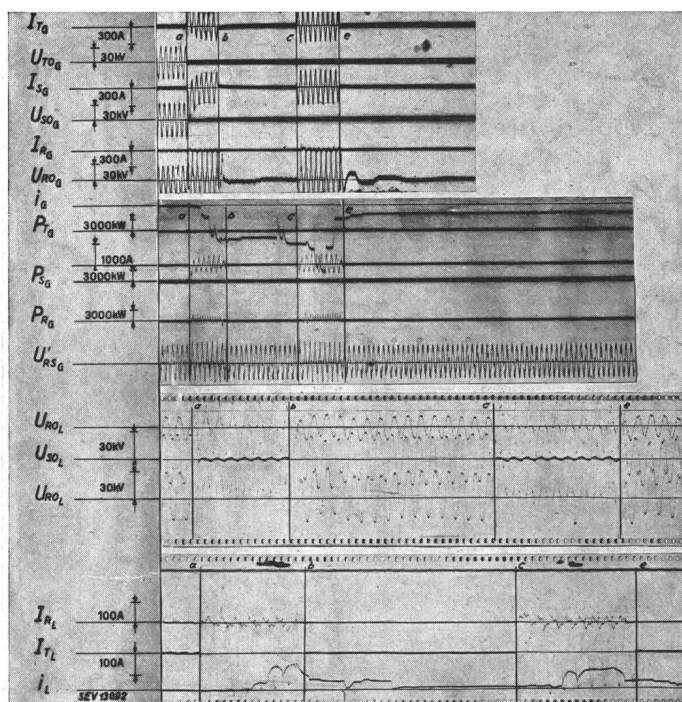 I_TG
300A
a b c e
U_TOG
30kV
I_SG
300A
U_SOG
30kV
I_RG
300A
U_ROG
30kV
i_G
a b c e
P_TG
3000kW
1000A
P_SG
3000kW
P_RG
3000kW
U'_RSG
a b e
U_ROL
U_SOL
30kV
30kV
U_ROL
a b c e
I_RL
100A
I_TL
100A
i_L
SEV 13092